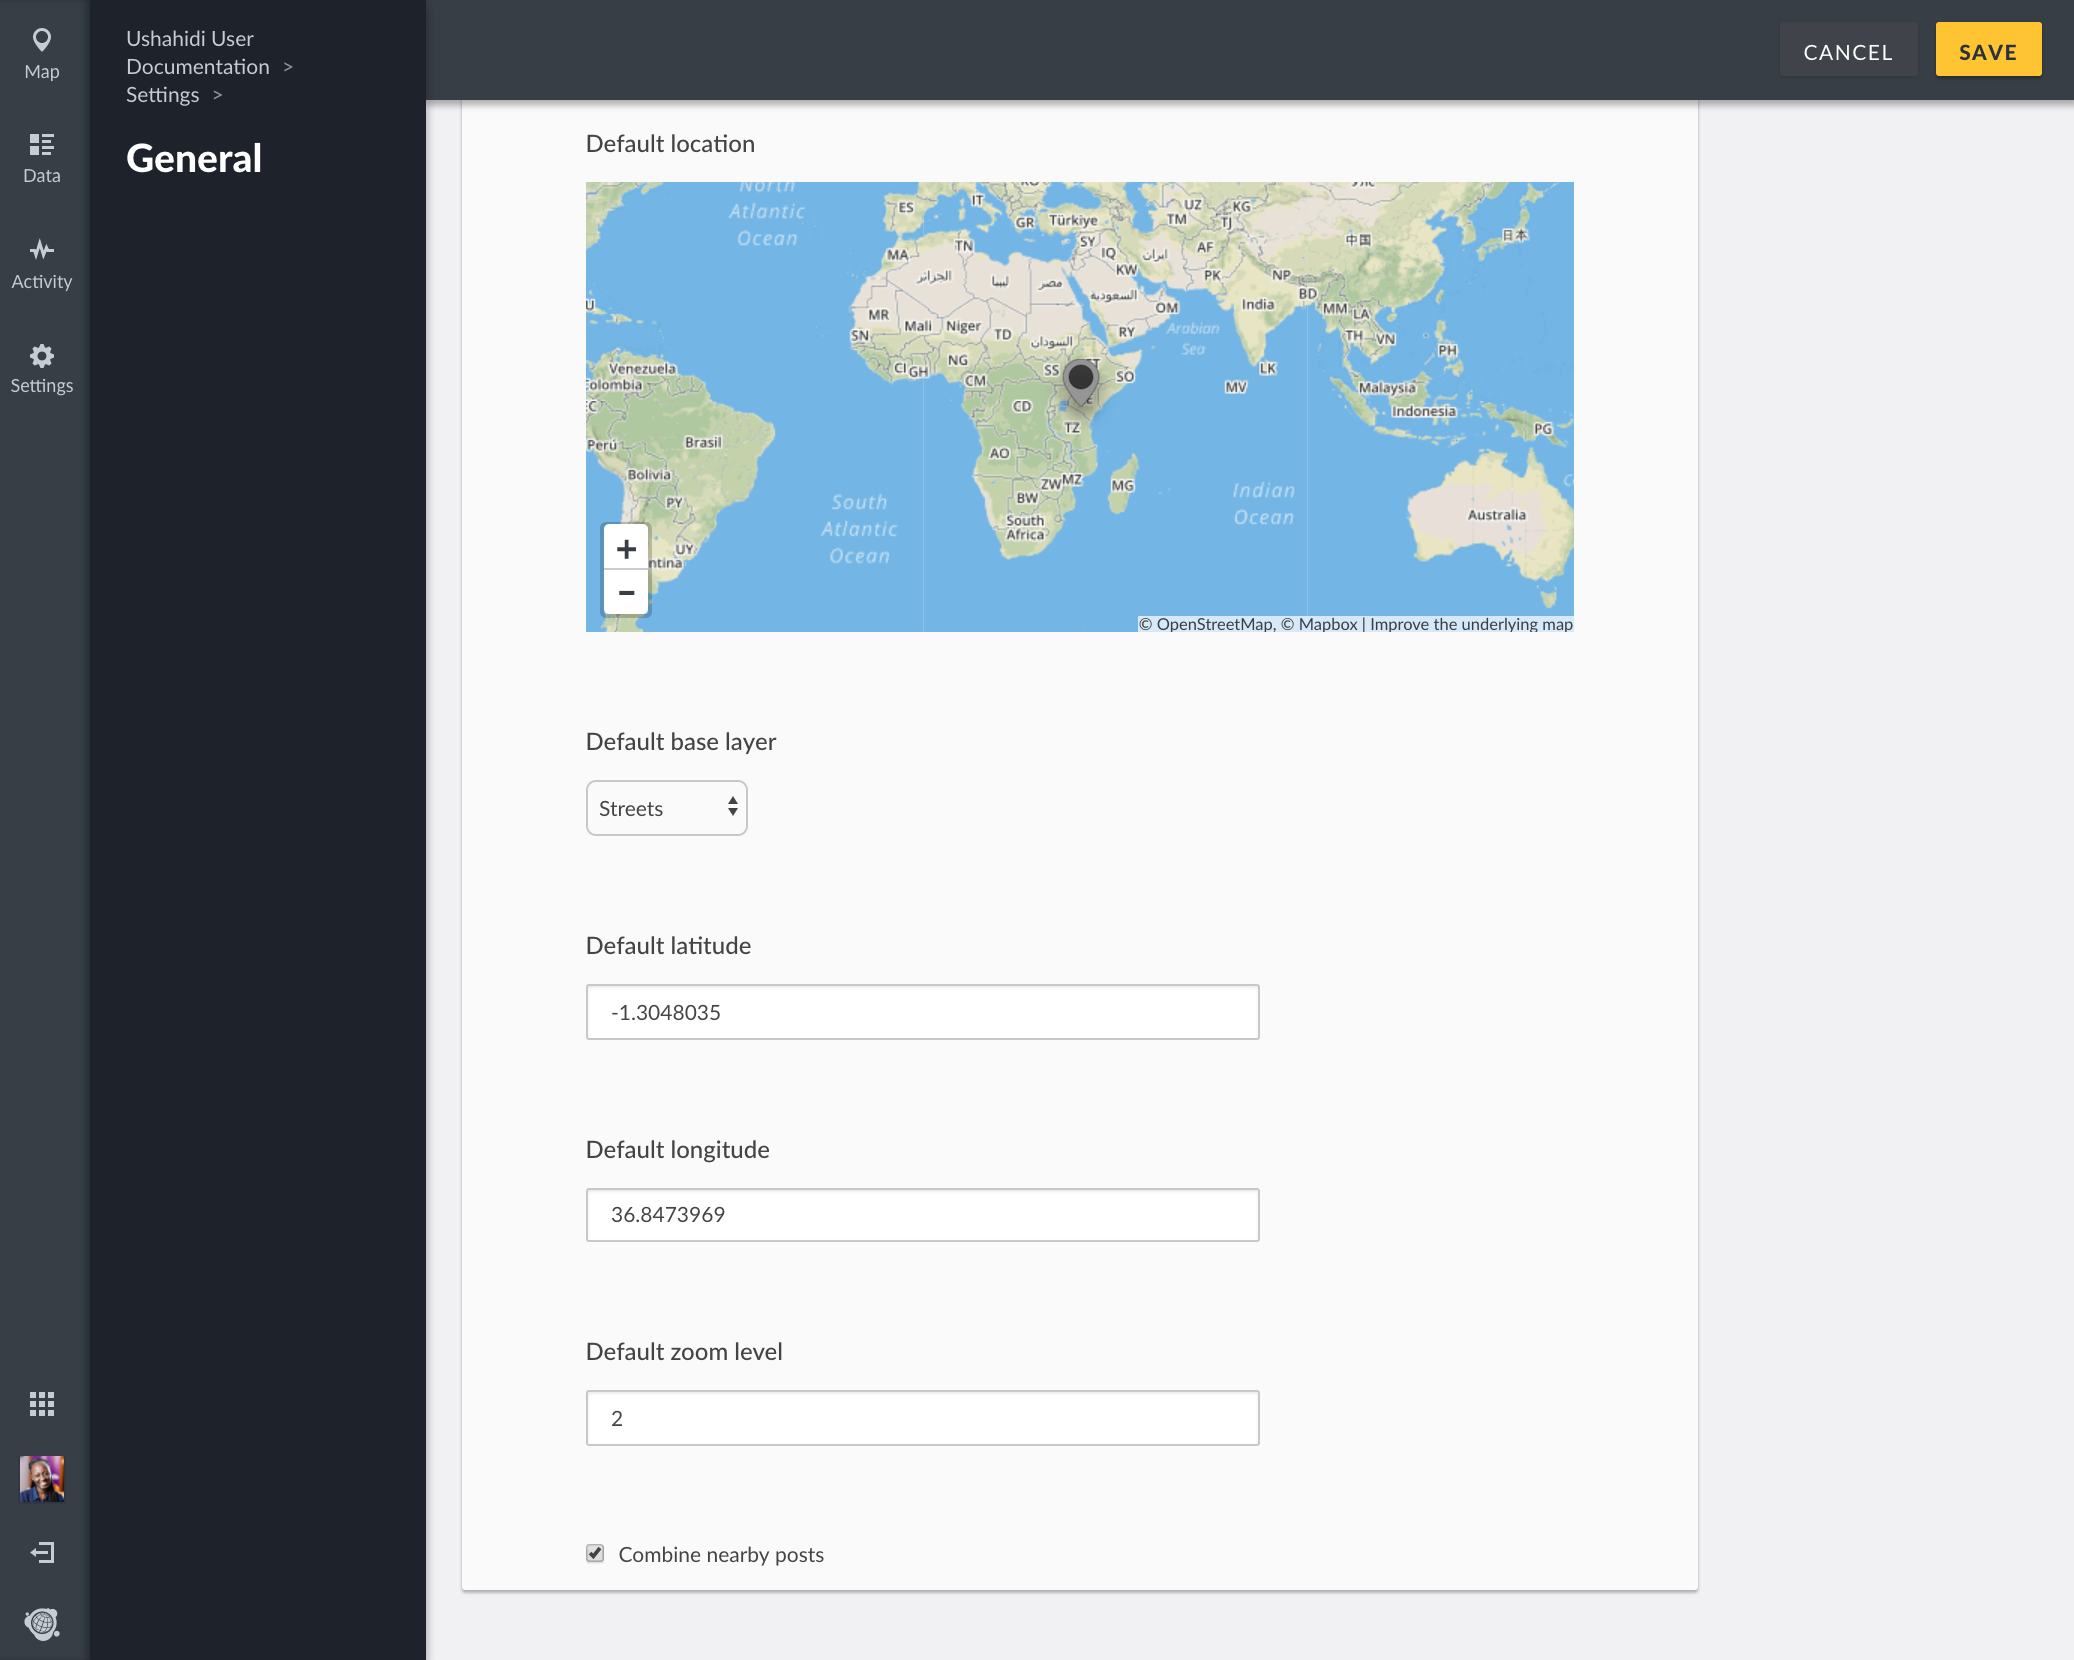 Map
Data
Activity
Settings
Ushahidi User
Documentation >
Settings >
General
CANCEL
SAVE
Default location
North
Atlantic
Ocean
ES
IT
GR
Türkiye
UZ
KG
TM
TJ
SY
AF
中国
日本
MA
TN
IQ
ایران
KW
PK
NP
الجزائر
ليبيا
مصر
السعودية
OM
India
BD
MM
LA
MR
Mali
Niger
TD
السودان
RY
Arabian
Sea
TH
VN
SN
PH
NG
CI
GH
CM
SS
SO
LK
MV
Venezuela
olombia
Malaysia
Indonesia
CD
TZ
PG
Perú
Brasil
AO
Bolivia
ZW
MZ
MG
PY
BW
South
Africa
South
Atlantic
Ocean
Indian
Ocean
Australia
UY
ntina
+
−
© OpenStreetMap, © Mapbox | Improve the underlying map
Default base layer
Streets
Default latitude
-1.3048035
Default longitude
36.8473969
Default zoom level
2
Combine nearby posts